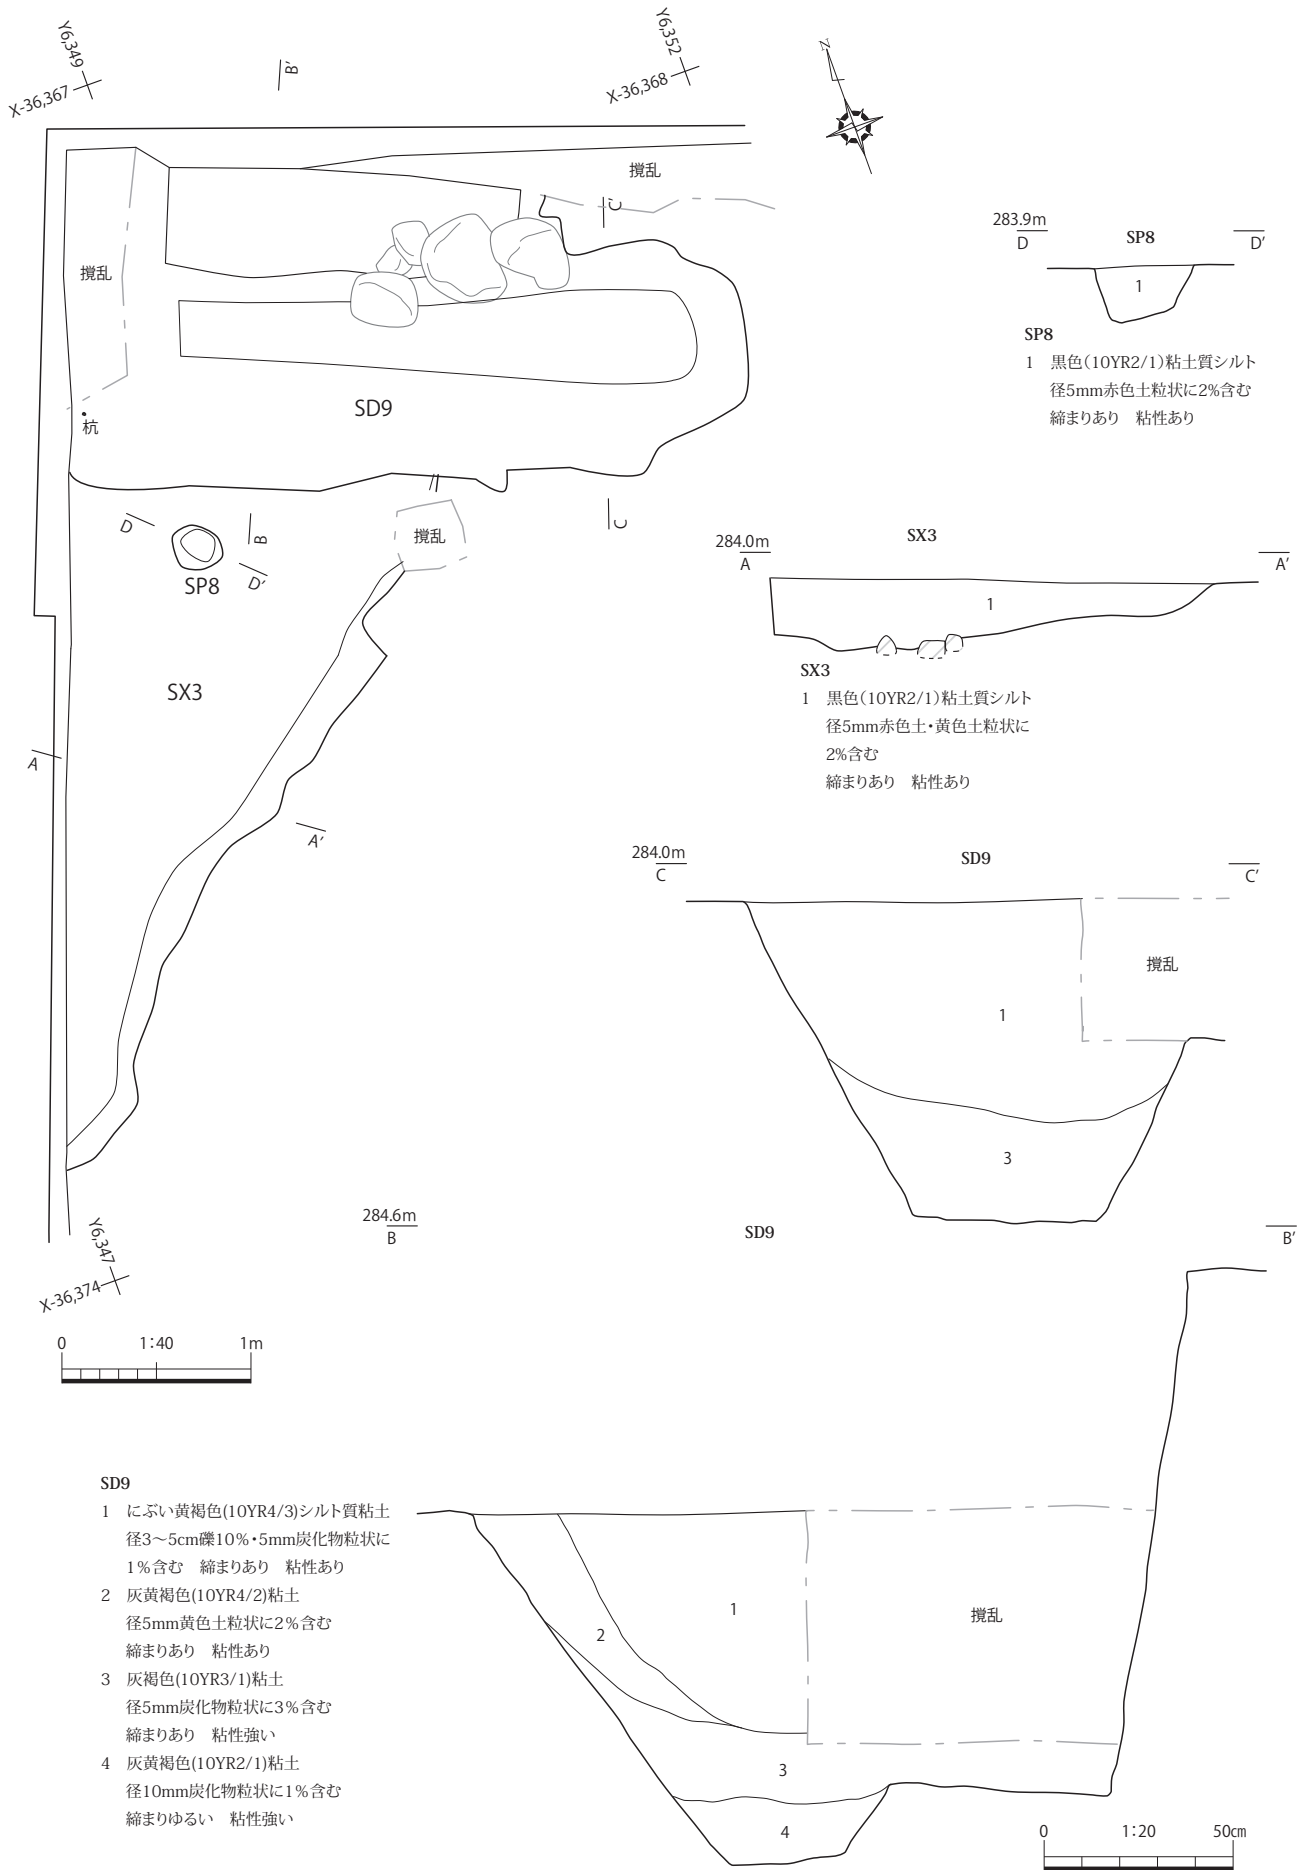 Y6,349
X-36,367
B′
Y6,352
X-36,368
N
撹乱
C′
撹乱
SD9
杭
撹乱
D
B
C
SP8
D′
SX3
A
A′
Y6,347
X-36,374
0 1:40 1m
283.9m
D SP8 D′
1
SP8
1 黒色(10YR2/1)粘土質シルト
径5mm赤色土粒状に2%含む
締まりあり 粘性あり
SX3
284.0m
A A′
1
SX3
1 黒色(10YR2/1)粘土質シルト
径5mm赤色土・黄色土粒状に
2%含む
締まりあり 粘性あり
284.0m SD9
C C′
撹乱
1
3
284.6m SD9
B B′
1
撹乱
2
3
4
SD9
1 にぶい黄褐色(10YR4/3)シルト質粘土
径3〜5cm礫10%・5mm炭化物粒状に
1%含む 締まりあり 粘性あり
2 灰黄褐色(10YR4/2)粘土
径5mm黄色土粒状に2%含む
締まりあり 粘性あり
3 灰褐色(10YR3/1)粘土
径5mm炭化物粒状に3%含む
締まりあり 粘性強い
4 灰黄褐色(10YR2/1)粘土
径10mm炭化物粒状に1%含む
締まりゆるい 粘性強い
0 1:20 50㎝